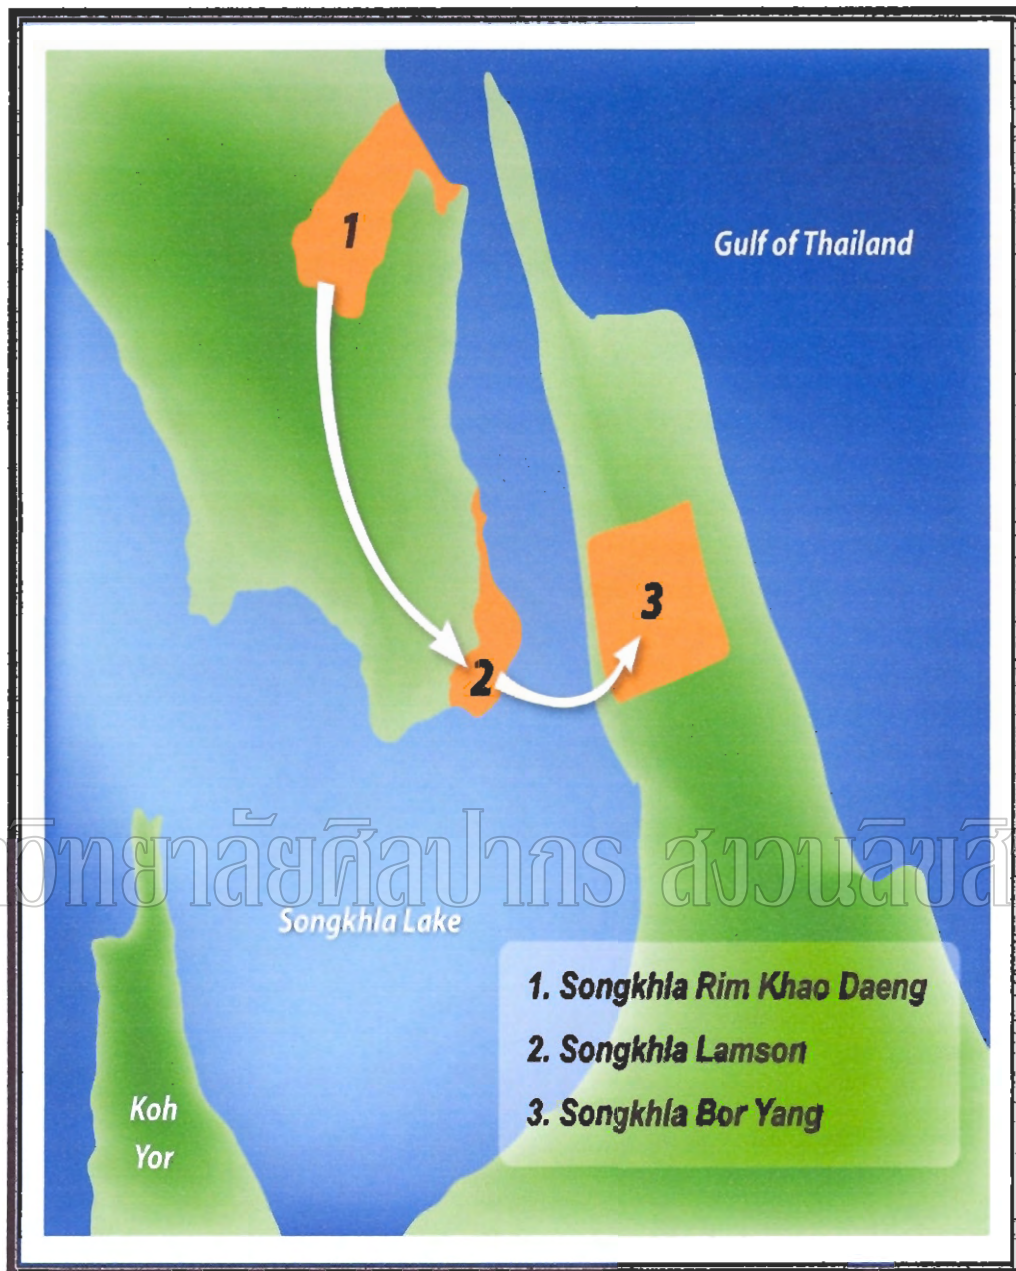 Gulf of Thailand
1
2
3
วิทยาลัยศิลปากร สงวนลิขสิ
Songkhla Lake
1. Songkhla Rim Khao Daeng
2. Songkhla Lamson
3. Songkhla Bor Yang
Koh
Yor